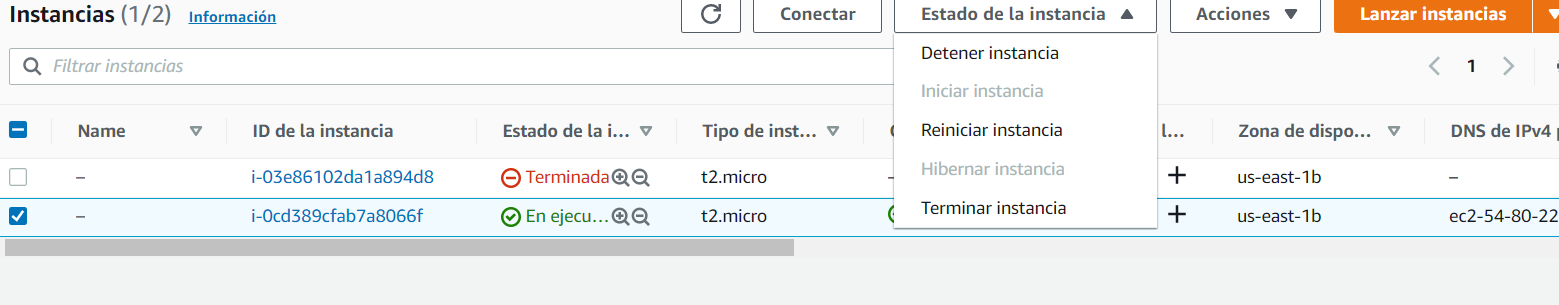 Instancias (1/2) Información Conectar Estado de la instancia Acciones Lanzar instancias
Detener instancia
Filtrar instancias 1
Iniciar instancia
Name ID de la instancia Estado de la i... Tipo de inst... Reiniciar instancia l... Zona de dispo... DNS de IPv4
Hibernar instancia
– i-03e86102da1a894d8 Terminada t2.micro – us-east-1b –
Terminar instancia
– i-0cd389cfab7a8066f En ejecu... t2.micro us-east-1b ec2-54-80-22